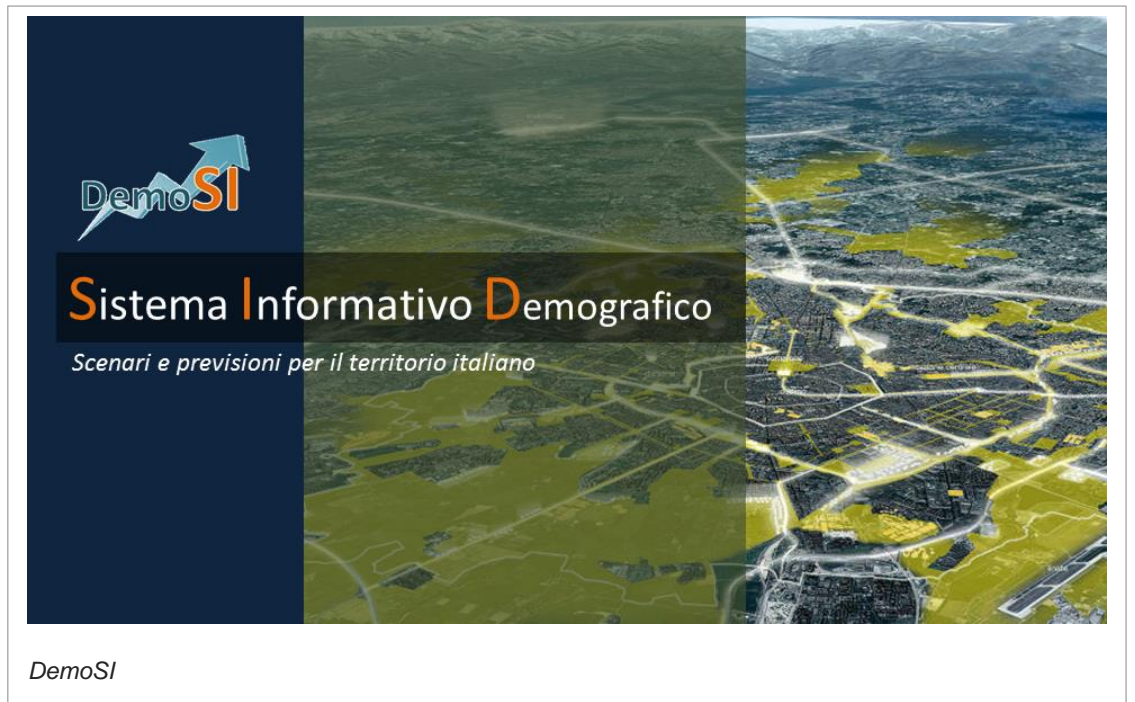 DemoSI
Sistema Informativo Demografico
Scenari e previsioni per il territorio italiano
DemoSI